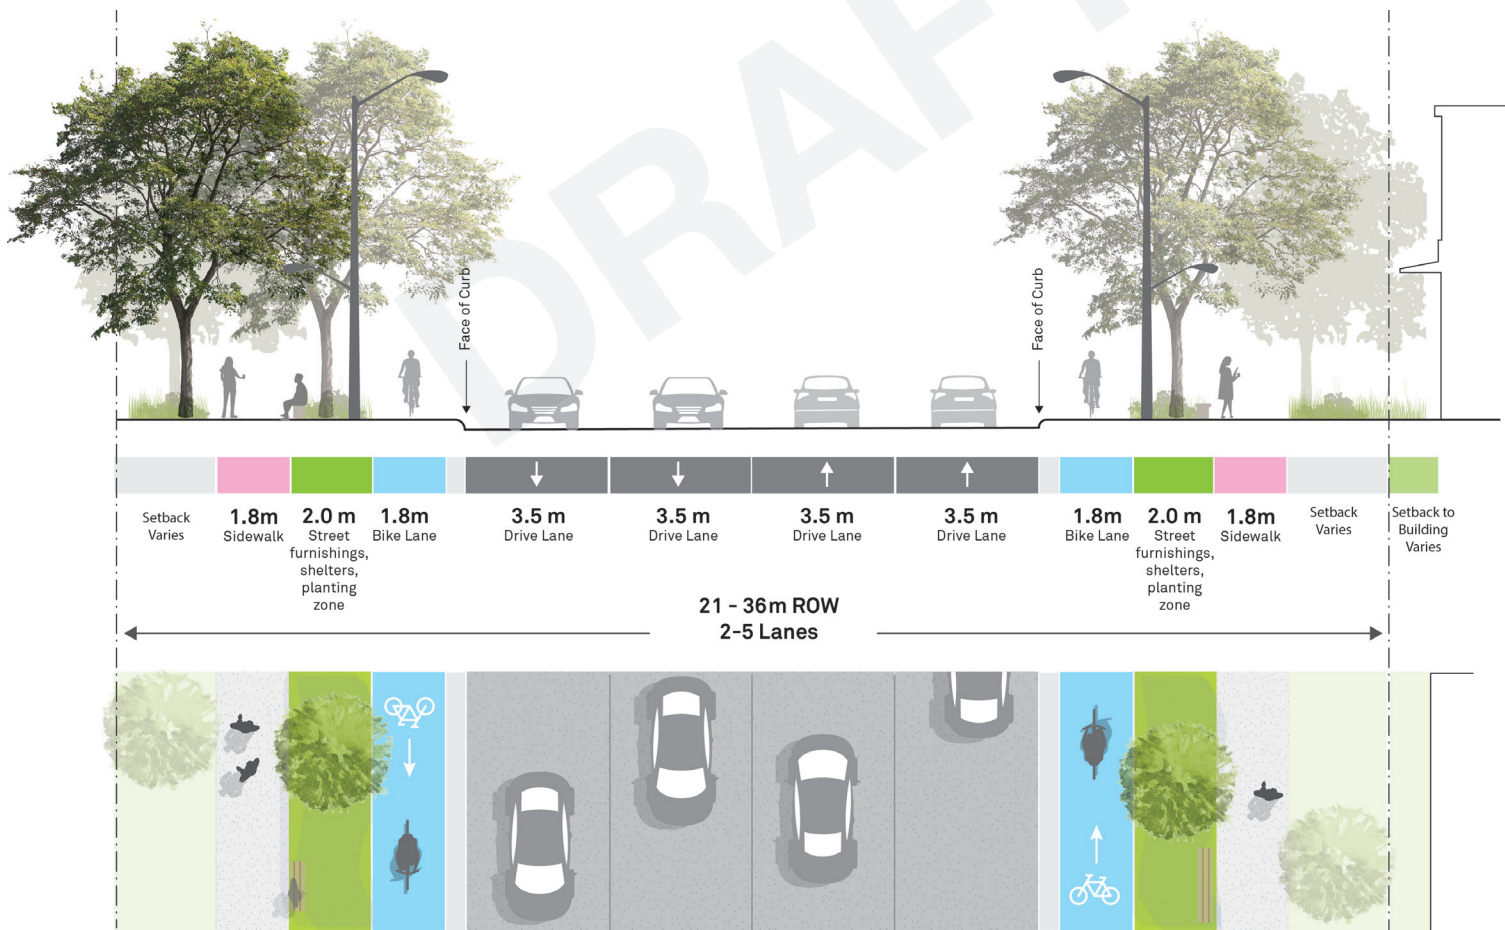 DRAFT
Face of Curb
Face of Curb
Setback
Varies
1.8m
Sidewalk
2.0 m
Street
furnishings,
shelters,
planting
zone
1.8m
Bike Lane
3.5 m
Drive Lane
3.5 m
Drive Lane
3.5 m
Drive Lane
3.5 m
Drive Lane
1.8m
Bike Lane
2.0 m
Street
furnishings,
shelters,
planting
zone
1.8m
Sidewalk
Setback
Varies
Setback to
Building
Varies
21 - 36m ROW
2-5 Lanes